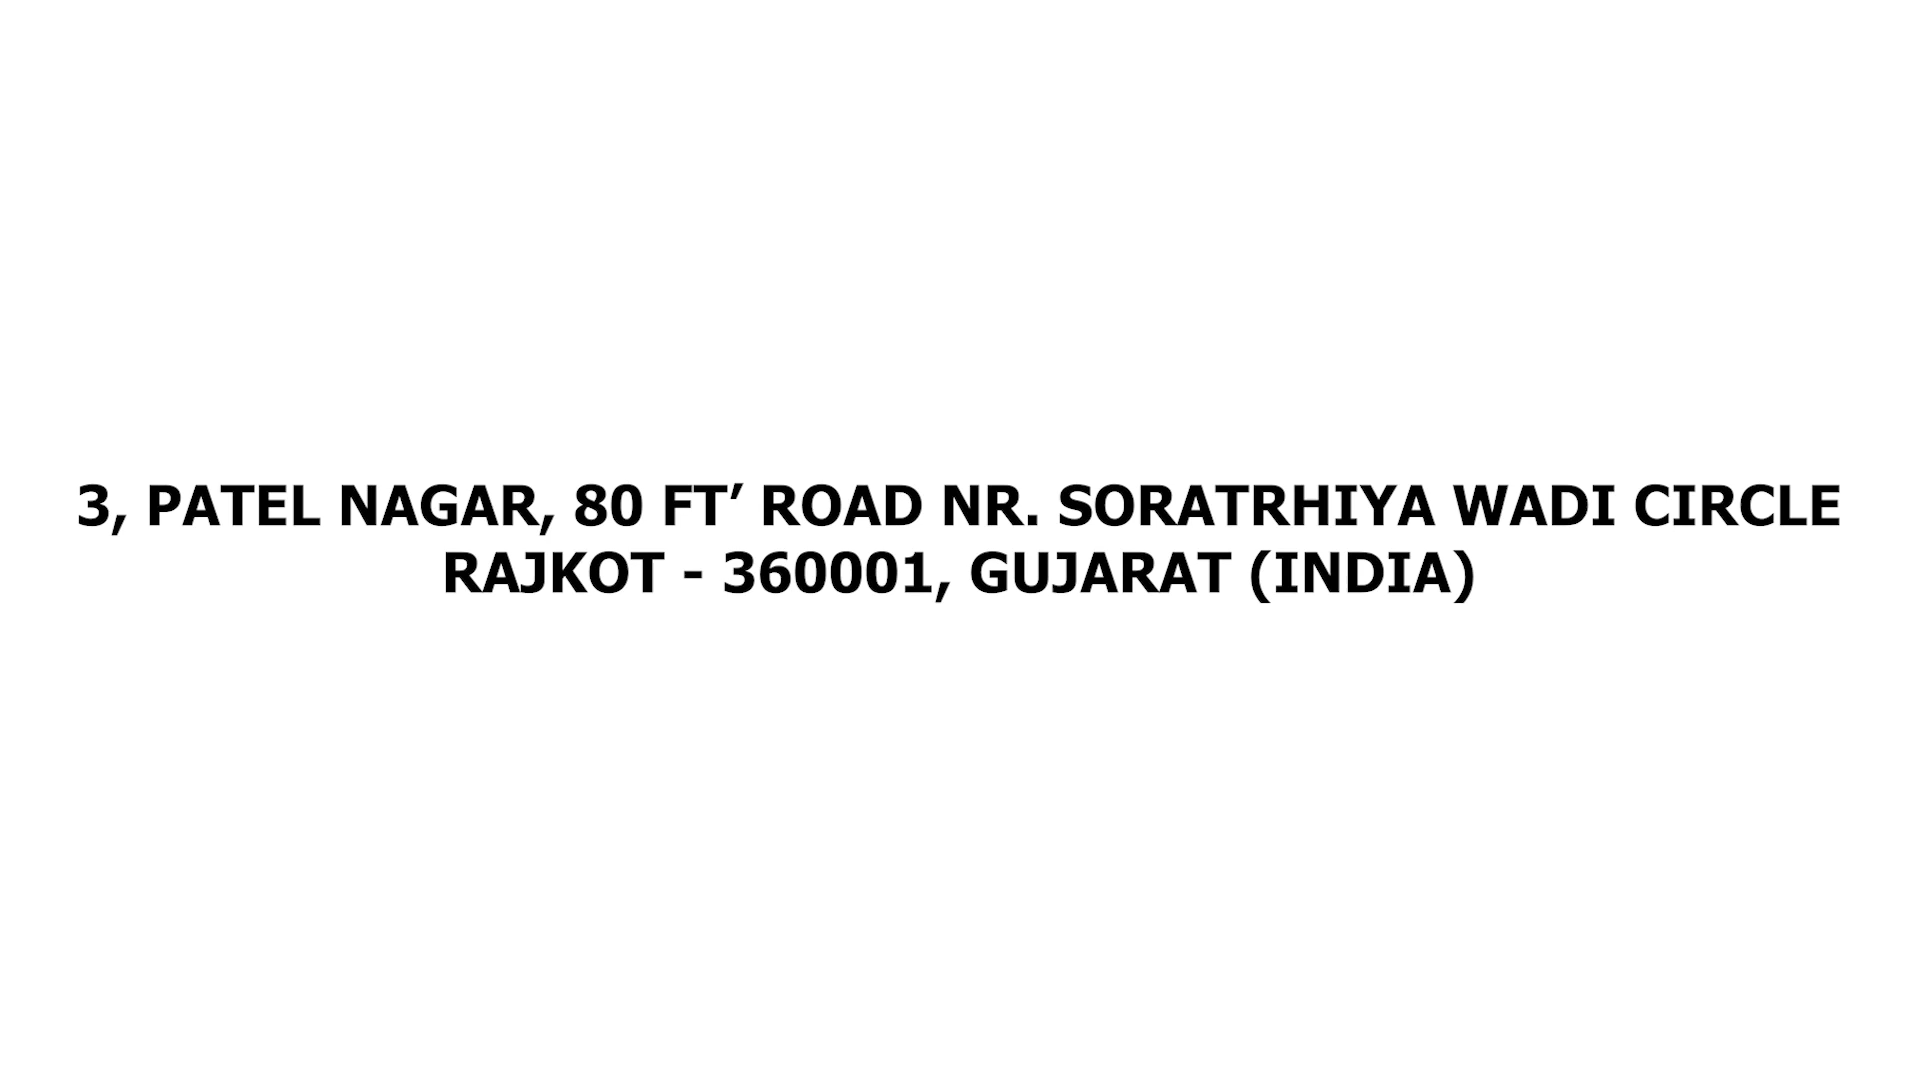 3, PATEL NAGAR, 80 FT’ ROAD NR. SORATRHIYA WADI CIRCLE
RAJKOT - 360001, GUJARAT (INDIA)